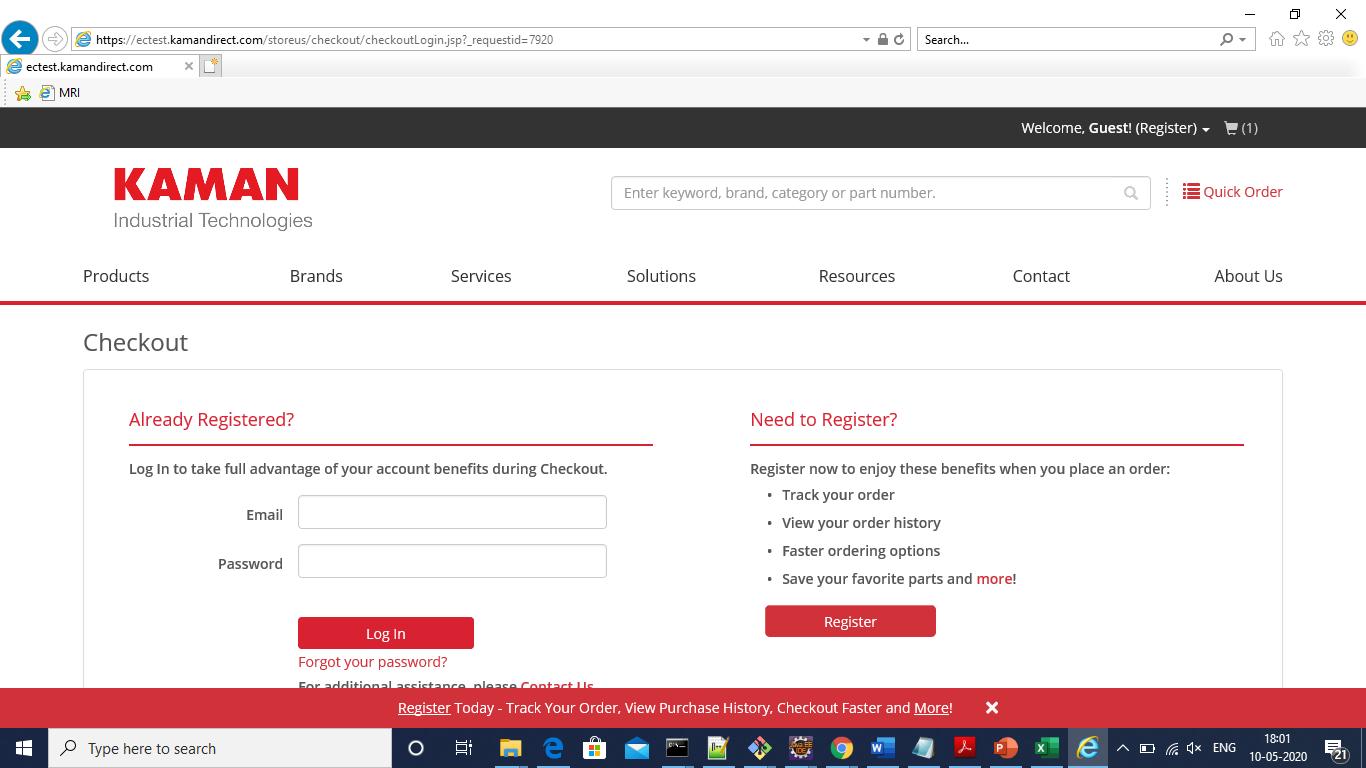 https://ectest.kamandirect.com/storeus/checkout/checkoutLogin.jsp?_requestid=7920
Search...
ectest.kamandirect.com
MRI
Welcome, Guest! (Register)
(1)
KAMAN
Industrial Technologies
Enter keyword, brand, category or part number.
Quick Order
Products Brands Services Solutions Resources Contact About Us
Checkout
Already Registered?
Log In to take full advantage of your account benefits during Checkout.
Email
Password
Log In
Forgot your password?
For additional assistance, please Contact Us
Need to Register?
Register now to enjoy these benefits when you place an order:
• Track your order
• View your order history
• Faster ordering options
• Save your favorite parts and more!
Register
Register Today - Track Your Order, View Purchase History, Checkout Faster and More!
Type here to search
ENG
18:01
10-05-2020
21